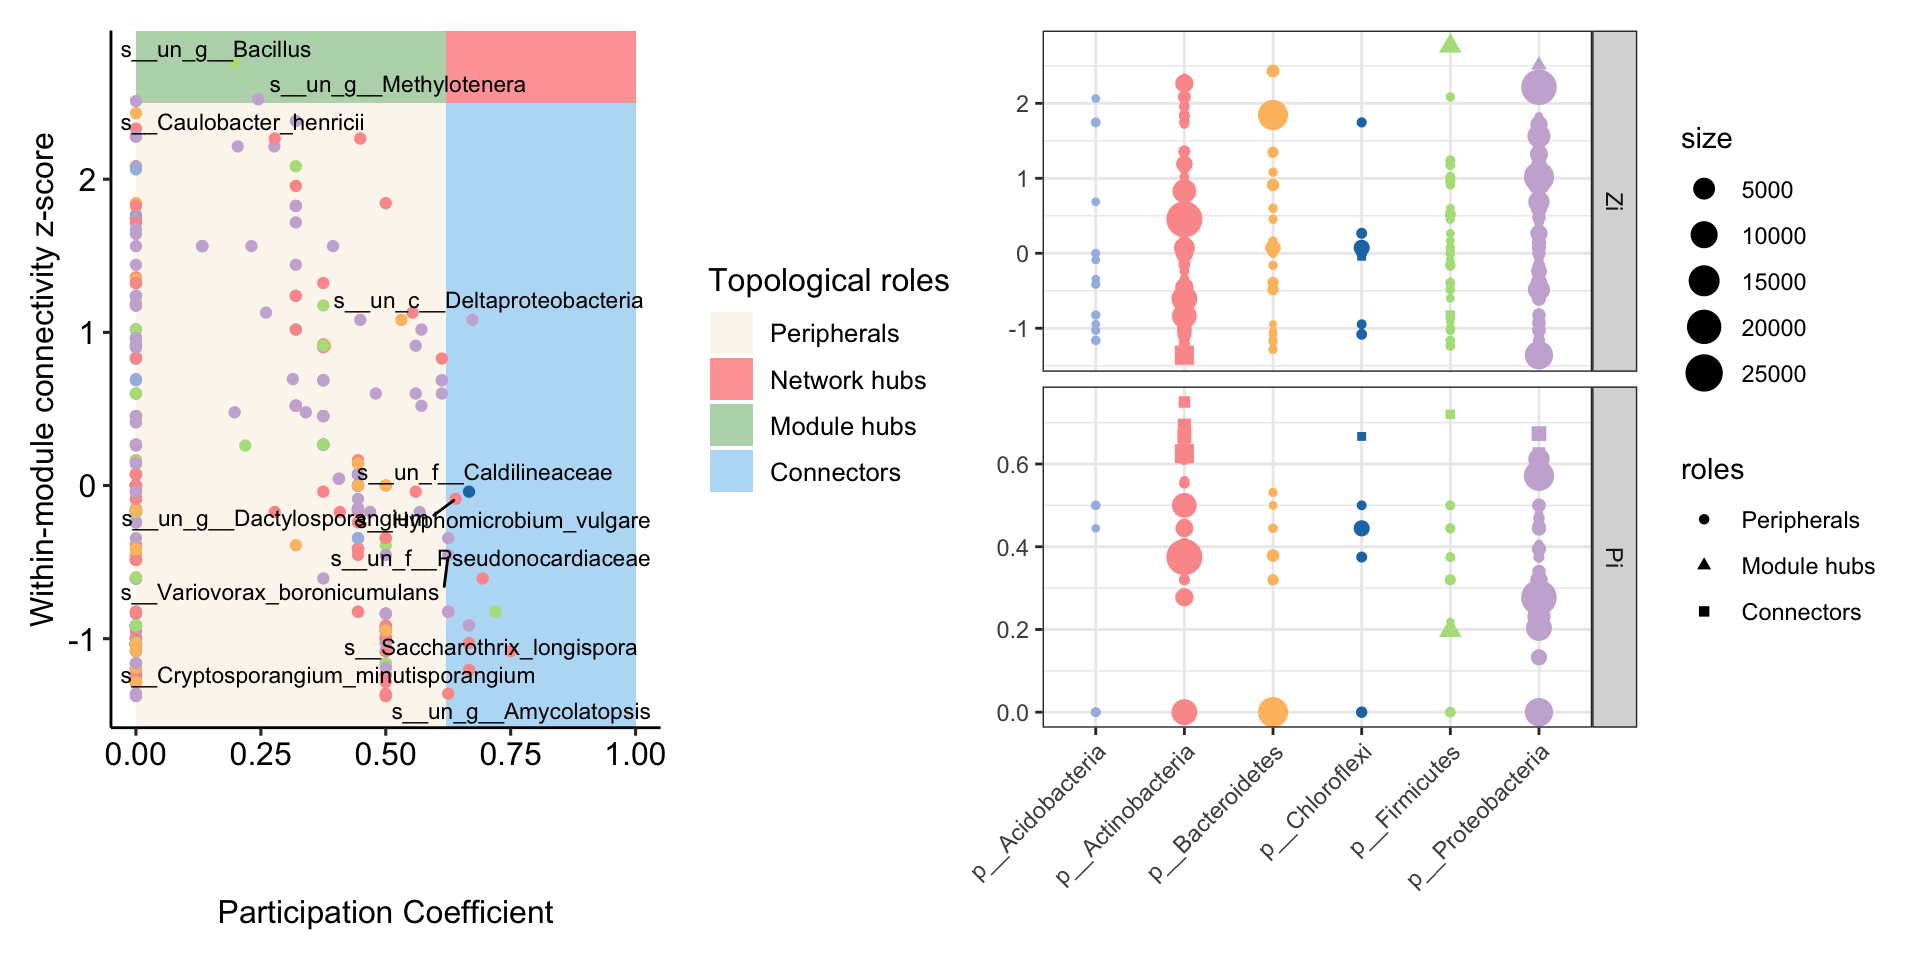 s__un_g__Bacillus
s__un_g__Methylotenera
s__Caulobacter_henricii
s__un_c__Deltaproteobacteria
s__un_f__Caldilineaceae
s__un_g__Dactylosporangium
s__Hyphomicrobium_vulgare
s__un_f__Pseudonocardiaceae
s__Variovorax_boronicumulans
s__Saccharothrix_longispora
s__Cryptosporangium_minutisporangium
s__un_g__Amycolatopsis
Within-module connectivity z-score
2
1
0
-1
0.00 0.25 0.50 0.75 1.00
Participation Coefficient
Topological roles
Peripherals
Network hubs
Module hubs
Connectors
2
1
0
-1
Zi
0.6
0.4
0.2
0.0
Pi
p__Acidobacteria
p__Actinobacteria
p__Bacteroidetes
p__Chloroflexi
p__Firmicutes
p__Proteobacteria
size
5000
10000
15000
20000
25000
roles
Peripherals
Module hubs
Connectors